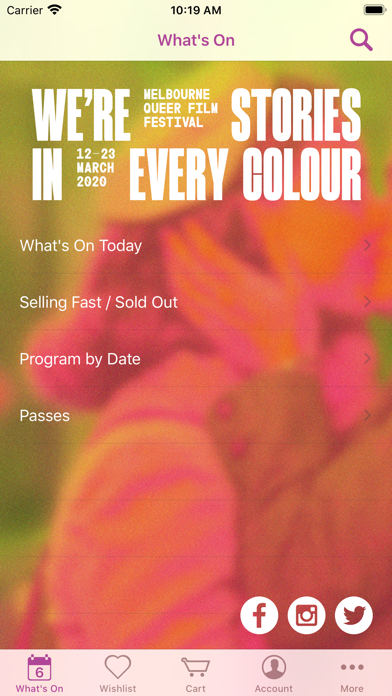 Carrier 10:19 AM
What's On
WE'RE MELBOURNE QUEER FILM FESTIVAL STORIES
IN 12–23 MARCH 2020 EVERY COLOUR
What's On Today
Selling Fast / Sold Out
Program by Date
Passes
6
What's On Wishlist Cart Account More